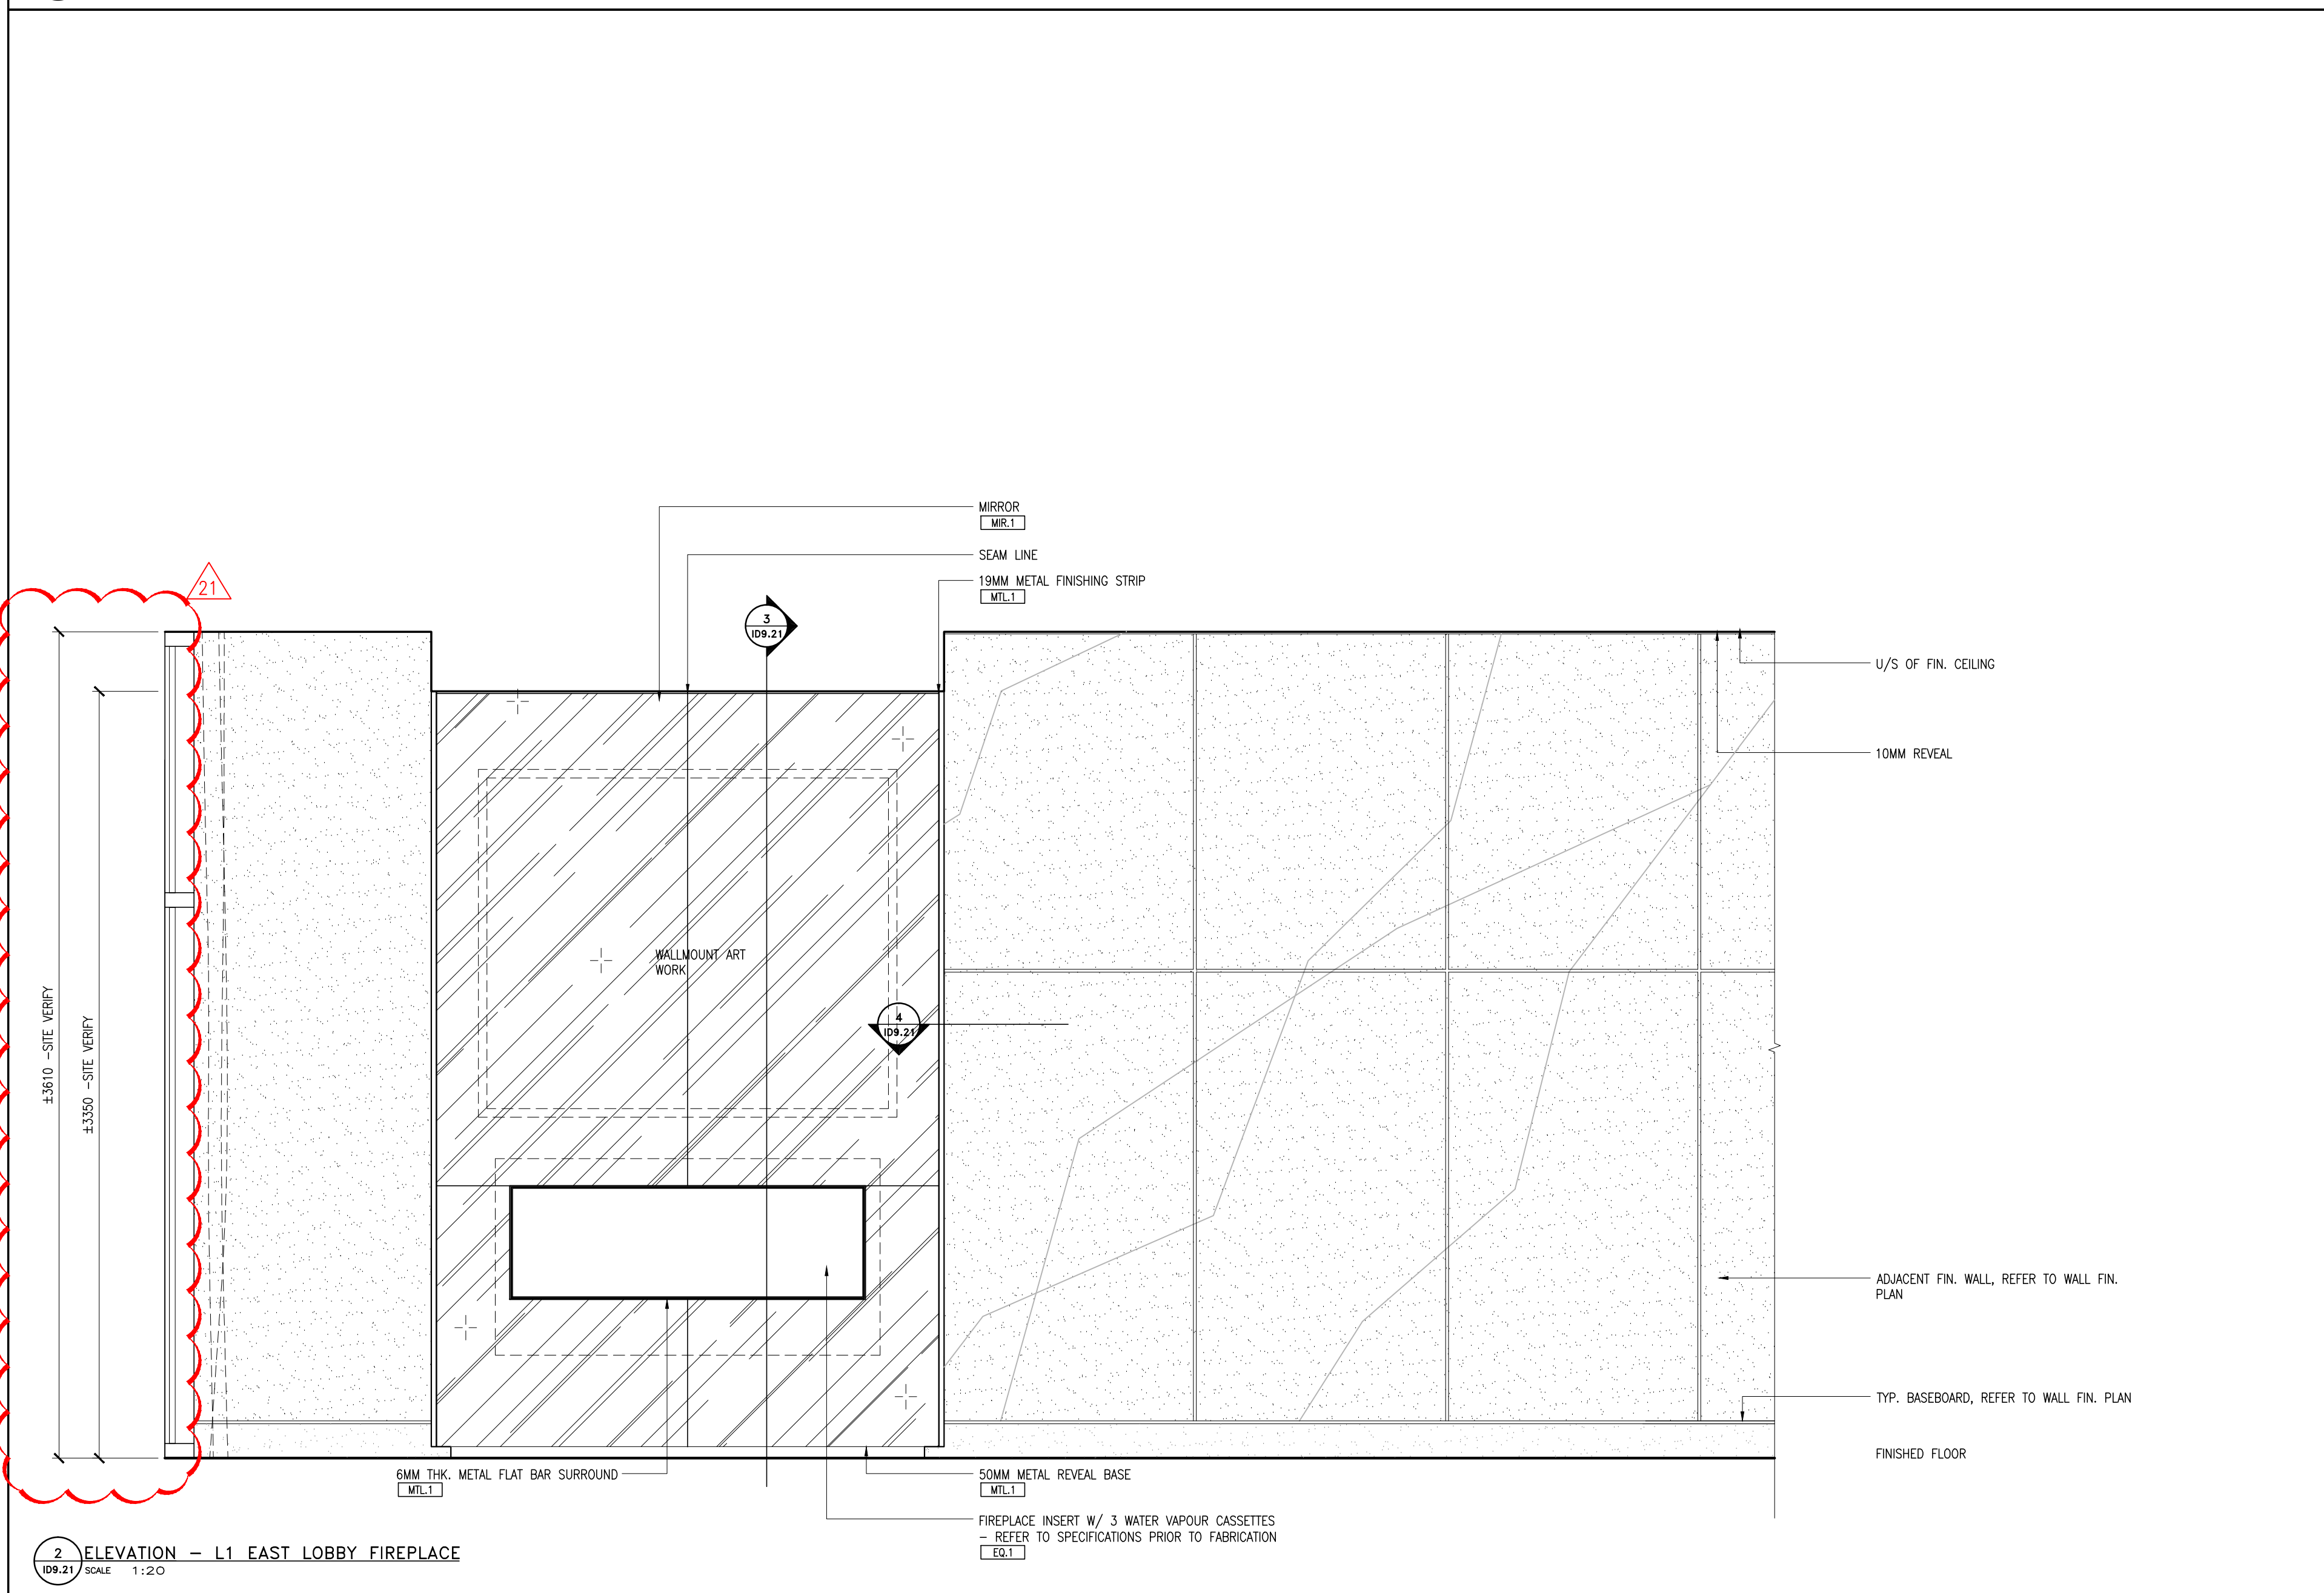 MIRROR
MIR.1
SEAM LINE
19MM METAL FINISHING STRIP
MTL.1
21
3
ID9.21
U/S OF FIN. CEILING
10MM REVEAL
WALLMOUNT ART
WORK
4
ID9.21
±3610 -SITE VERIFY
±3350 -SITE VERIFY
ADJACENT FIN. WALL, REFER TO WALL FIN.
PLAN
TYP. BASEBOARD, REFER TO WALL FIN. PLAN
FINISHED FLOOR
6MM THK. METAL FLAT BAR SURROUND
MTL.1
50MM METAL REVEAL BASE
MTL.1
FIREPLACE INSERT W/ 3 WATER VAPOUR CASSETTES
- REFER TO SPECIFICATIONS PRIOR TO FABRICATION
EQ.1
2
ID9.21
ELEVATION - L1 EAST LOBBY FIREPLACE
SCALE 1:20